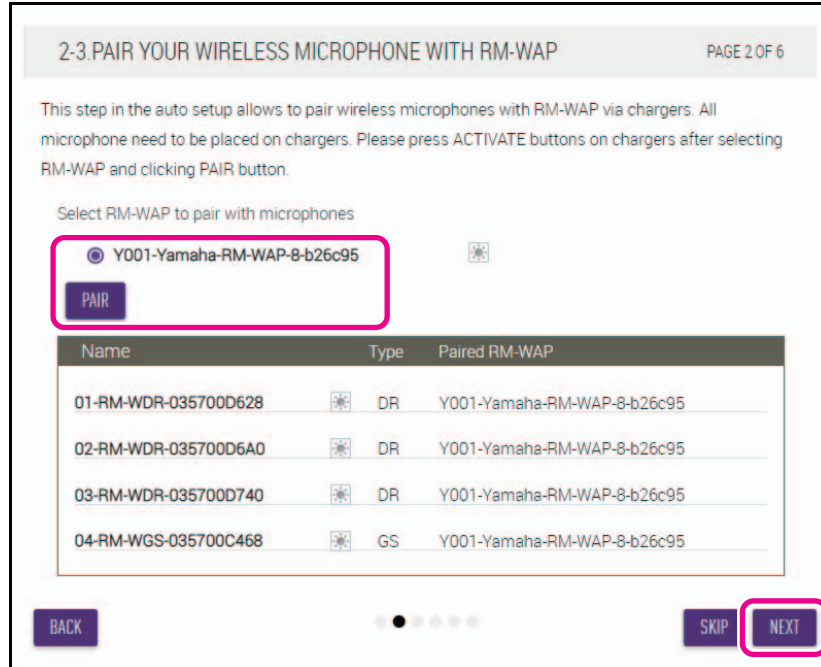 2-3.PAIR YOUR WIRELESS MICROPHONE WITH RM-WAP PAGE 2 OF 6
This step in the auto setup allows to pair wireless microphones with RM-WAP via chargers. All
microphone need to be placed on chargers. Please press ACTIVATE buttons on chargers after selecting
RM-WAP and clicking PAIR button.
Select RM-WAP to pair with microphones
Y001-Yamaha-RM-WAP-8-b26c95
PAIR
Name Type Paired RM-WAP
01-RM-WDR-035700D628 DR Y001-Yamaha-RM-WAP-8-b26c95
02-RM-WDR-035700D6A0 DR Y001-Yamaha-RM-WAP-8-b26c95
03-RM-WDR-035700D740 DR Y001-Yamaha-RM-WAP-8-b26c95
04-RM-WGS-035700C468 GS Y001-Yamaha-RM-WAP-8-b26c95
BACK SKIP NEXT